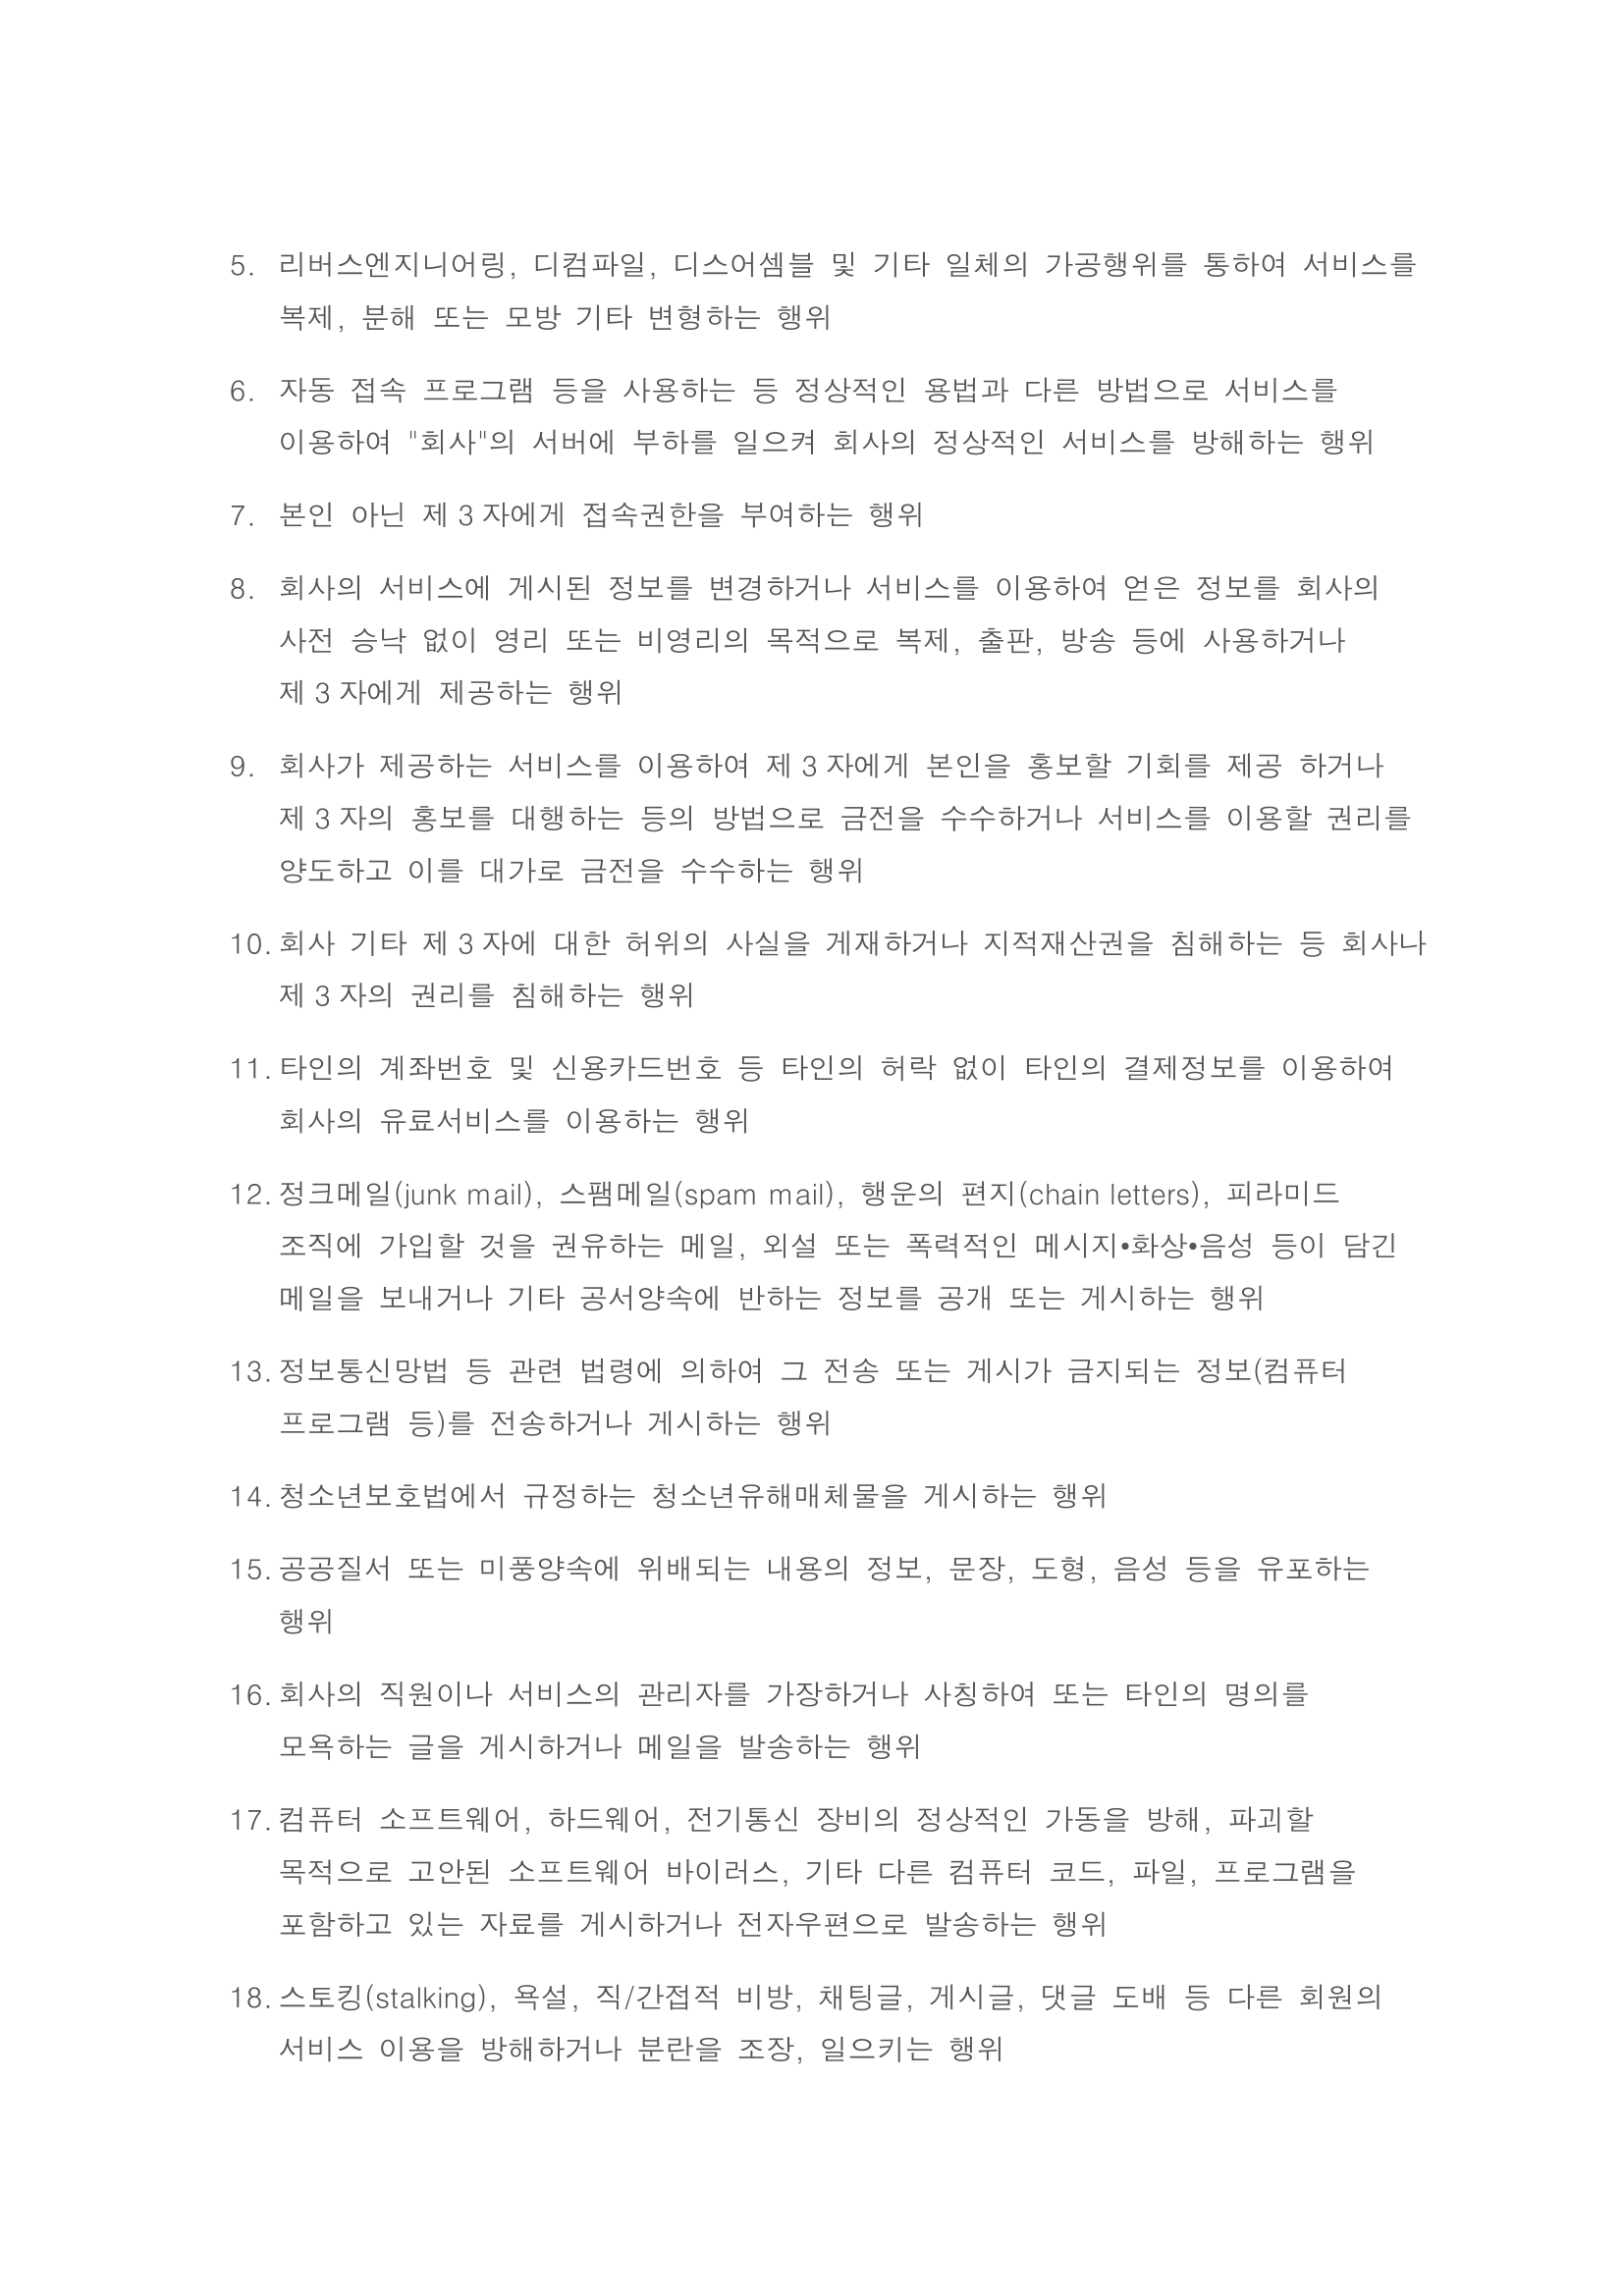 5. 리버스엔지니어링, 디컴파일, 디스어셈블 및 기타 일체의 가공행위를 통하여 서비스를
복제, 분해 또는 모방 기타 변형하는 행위
6. 자동 접속 프로그램 등을 사용하는 등 정상적인 용법과 다른 방법으로 서비스를
이용하여 "회사"의 서버에 부하를 일으켜 회사의 정상적인 서비스를 방해하는 행위
7. 본인 아닌 제 3 자에게 접속권한을 부여하는 행위
8. 회사의 서비스에 게시된 정보를 변경하거나 서비스를 이용하여 얻은 정보를 회사의
사전 승낙 없이 영리 또는 비영리의 목적으로 복제, 출판, 방송 등에 사용하거나
제 3 자에게 제공하는 행위
9. 회사가 제공하는 서비스를 이용하여 제 3 자에게 본인을 홍보할 기회를 제공 하거나
제 3 자의 홍보를 대행하는 등의 방법으로 금전을 수수하거나 서비스를 이용할 권리를
양도하고 이를 대가로 금전을 수수하는 행위
10. 회사 기타 제 3 자에 대한 허위의 사실을 게재하거나 지적재산권을 침해하는 등 회사나
제 3 자의 권리를 침해하는 행위
11. 타인의 계좌번호 및 신용카드번호 등 타인의 허락 없이 타인의 결제정보를 이용하여
회사의 유료서비스를 이용하는 행위
12. 정크메일(junk mail), 스팸메일(spam mail), 행운의 편지(chain letters), 피라미드
조직에 가입할 것을 권유하는 메일, 외설 또는 폭력적인 메시지•화상•음성 등이 담긴
메일을 보내거나 기타 공서양속에 반하는 정보를 공개 또는 게시하는 행위
13. 정보통신망법 등 관련 법령에 의하여 그 전송 또는 게시가 금지되는 정보(컴퓨터
프로그램 등)를 전송하거나 게시하는 행위
14. 청소년보호법에서 규정하는 청소년유해매체물을 게시하는 행위
15. 공공질서 또는 미풍양속에 위배되는 내용의 정보, 문장, 도형, 음성 등을 유포하는
행위
16. 회사의 직원이나 서비스의 관리자를 가장하거나 사칭하여 또는 타인의 명의를
모욕하는 글을 게시하거나 메일을 발송하는 행위
17. 컴퓨터 소프트웨어, 하드웨어, 전기통신 장비의 정상적인 가동을 방해, 파괴할
목적으로 고안된 소프트웨어 바이러스, 기타 다른 컴퓨터 코드, 파일, 프로그램을
포함하고 있는 자료를 게시하거나 전자우편으로 발송하는 행위
18. 스토킹(stalking), 욕설, 직/간접적 비방, 채팅글, 게시글, 댓글 도배 등 다른 회원의
서비스 이용을 방해하거나 분란을 조장, 일으키는 행위